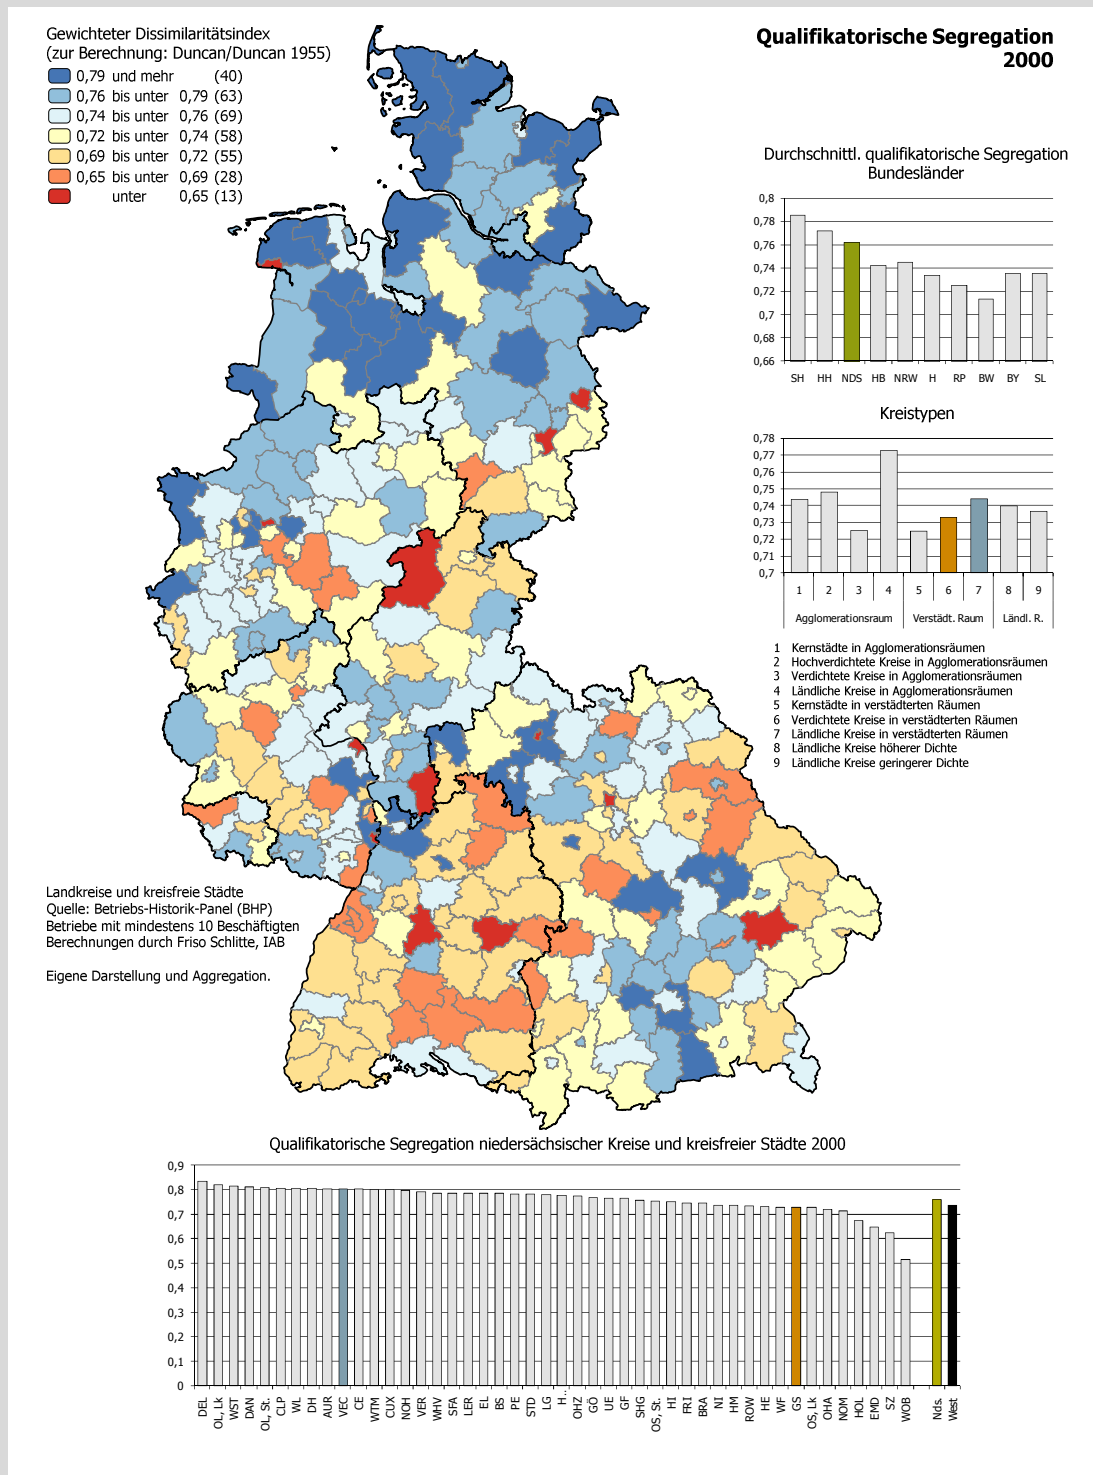 Gewichteter Dissimilaritätsindex
(zur Berechnung: Duncan/Duncan 1955)
0,79 und mehr (40)
0,76 bis unter 0,79 (63)
0,74 bis unter 0,76 (69)
0,72 bis unter 0,74 (58)
0,69 bis unter 0,72 (55)
0,65 bis unter 0,69 (28)
unter 0,65 (13)
Qualifikatorische Segregation
2000
Durchschnittl. qualifikatorische Segregation
Bundesländer
0,8
0,78
0,76
0,74
0,72
0,7
0,68
0,66
SH HH NDS HB NRW H RP BW BY SL
Kreistypen
0,78
0,77
0,76
0,75
0,74
0,73
0,72
0,71
0,7
1 2 3 4 5 6 7 8 9
Agglomerationsraum Verstädt. Raum Ländl. R.
1 Kernstädte in Agglomerationsräumen
2 Hochverdichtete Kreise in Agglomerationsräumen
3 Verdichtete Kreise in Agglomerationsräumen
4 Ländliche Kreise in Agglomerationsräumen
5 Kernstädte in verstädterten Räumen
6 Verdichtete Kreise in verstädterten Räumen
7 Ländliche Kreise in verstädterten Räumen
8 Ländliche Kreise höherer Dichte
9 Ländliche Kreise geringerer Dichte
Landkreise und kreisfreie Städte
Quelle: Betriebs-Historik-Panel (BHP)
Betriebe mit mindestens 10 Beschäftigten
Berechnungen durch Friso Schlitte, IAB
Eigene Darstellung und Aggregation.
Qualifikatorische Segregation niedersächsischer Kreise und kreisfreier Städte 2000
0,9
0,8
0,7
0,6
0,5
0,4
0,3
0,2
0,1
0
DEL OL, Lk WST DAN OL, St. CLP WL DH AUR VEC CE WTM CUX NOH VER WHV SFA LER EL BS PE STD LG H.. OHZ GÖ UE GF SHG OS, St. HI FRI BRA NI HM ROW HE WF GS OS, Lk OHA NOM HOL EMD SZ WOB Nds. West